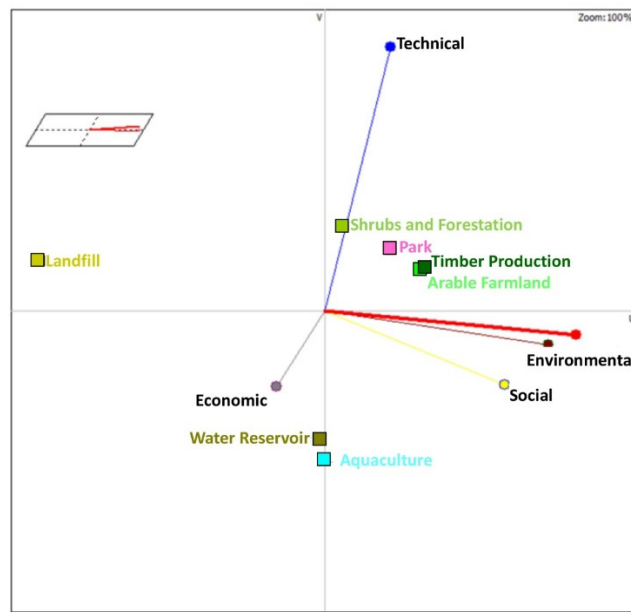 V
Zoom: 100%
Technical
Shrubs and Forestation
Park
Landfill
Timber Production
Arable Farmland
Environmenta
Economic
Social
Water Reservoir
Aquaculture